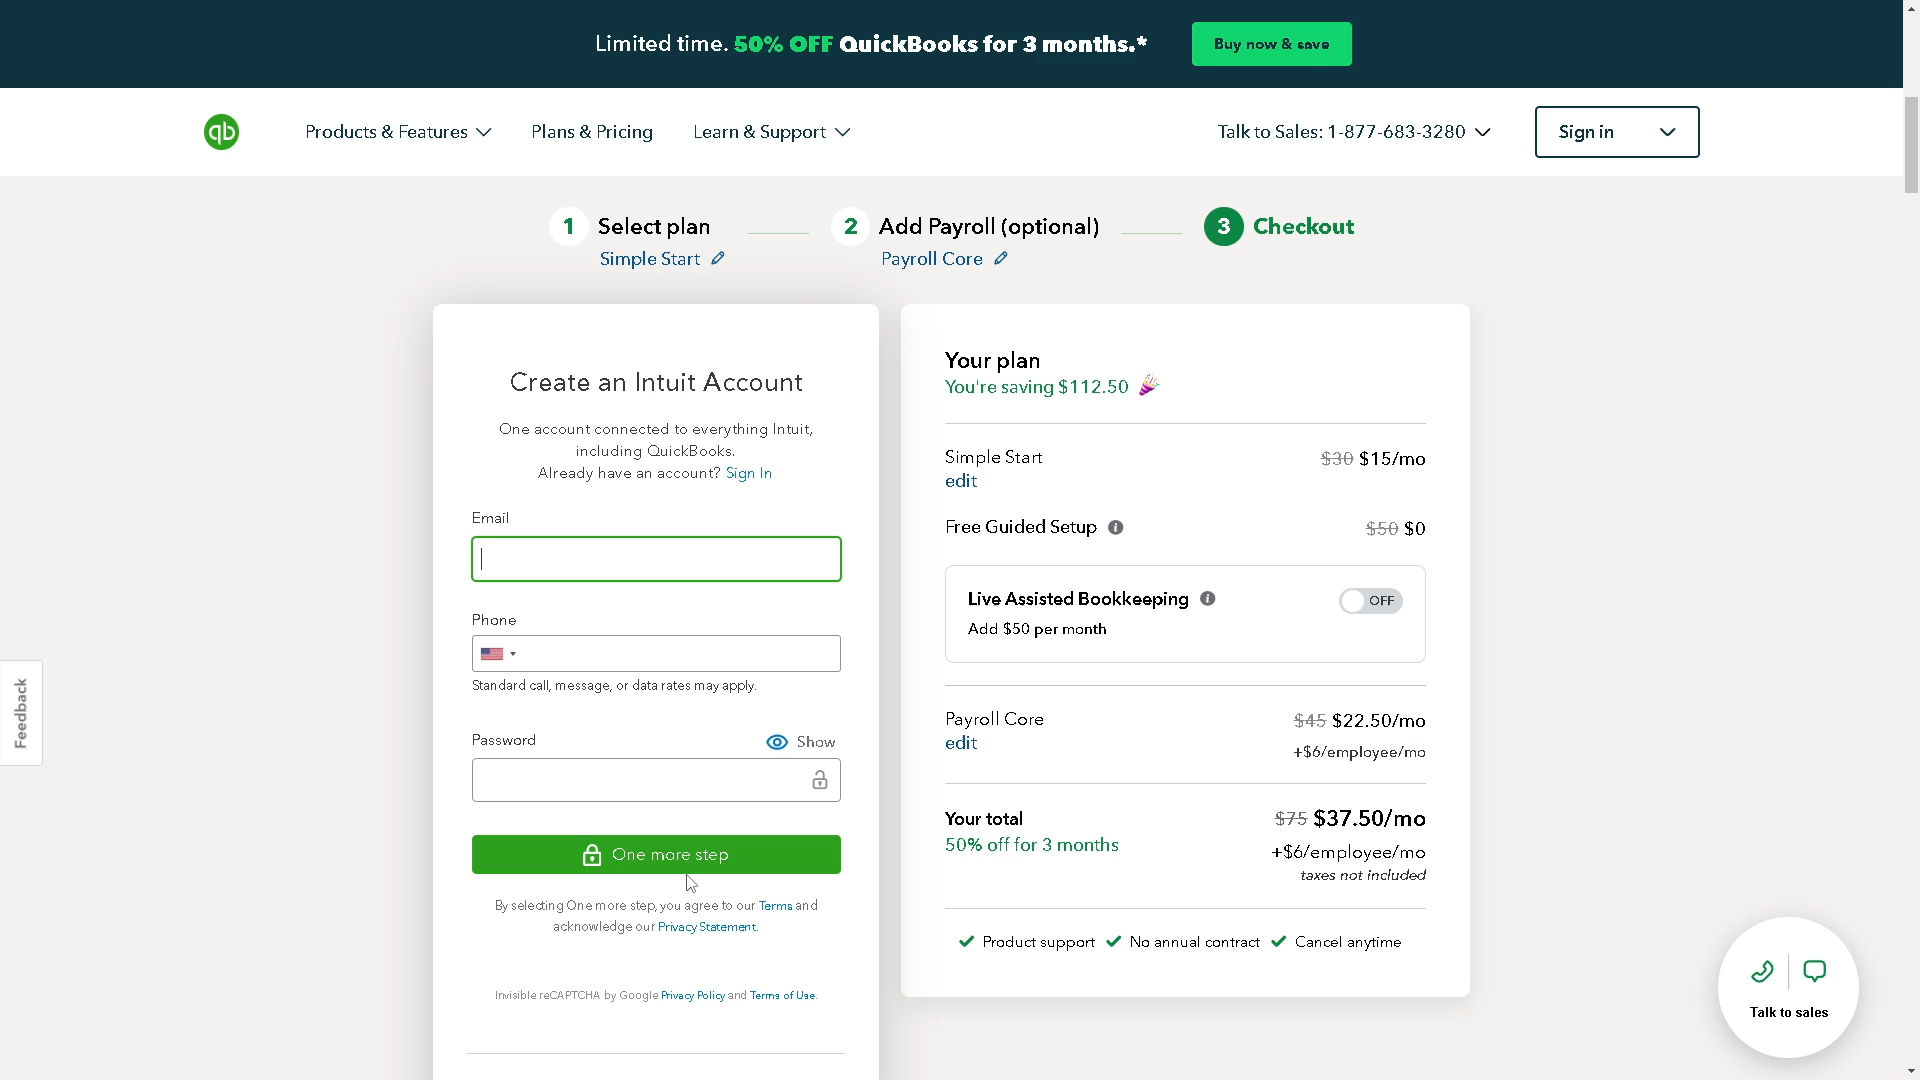 Limited time. 50% OFF QuickBooks for 3 months.*
Buy now & save
qb
Products & Features
Plans & Pricing
Learn & Support
Talk to Sales: 1-877-683-3280
Sign in
1 Select plan
Simple Start
2 Add Payroll (optional)
Payroll Core
3 Checkout
Create an Intuit Account
One account connected to everything Intuit,
including QuickBooks.
Already have an account? Sign In
Email
Phone
Standard call, message, or data rates may apply.
Password
Show
One more step
By selecting One more step, you agree to our Terms and
acknowledge our Privacy Statement.
Invisible reCAPTCHA by Google Privacy Policy and Terms of Use.
Your plan
You're saving $112.50
Simple Start
$30 $15/mo
edit
Free Guided Setup
$50 $0
Live Assisted Bookkeeping
OFF
Add $50 per month
Payroll Core
$45 $22.50/mo
edit
+$6/employee/mo
Your total
$75 $37.50/mo
50% off for 3 months
+$6/employee/mo
taxes not included
Product support
No annual contract
Cancel anytime
Feedback
Talk to sales